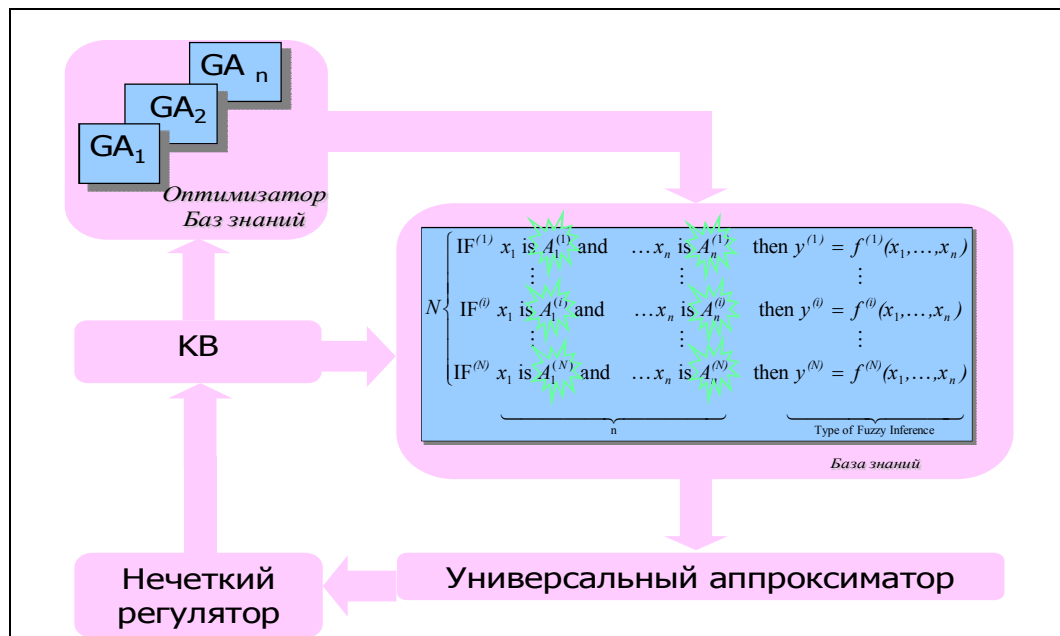 GA n
GA₂
GA₁
Оптимизатор
Баз знаний
IF⁽¹⁾ x₁ is A₁⁽¹⁾ and …xₙ is Aₙ⁽¹⁾ then y⁽¹⁾ = f⁽¹⁾(x₁,…,xₙ)
⋮ ⋮ ⋮
N { IF⁽ⁱ⁾ x₁ is A₁⁽ⁱ⁾ and …xₙ is Aₙ⁽ⁱ⁾ then y⁽ⁱ⁾ = f⁽ⁱ⁾(x₁,…,xₙ)
⋮ ⋮ ⋮
IF⁽ᴺ⁾ x₁ is A₁⁽ᴺ⁾ and …xₙ is Aₙ⁽ᴺ⁾ then y⁽ᴺ⁾ = f⁽ᴺ⁾(x₁,…,xₙ)
n Type of Fuzzy Inference
База знаний
KB
Нечеткий
регулятор
Универсальный аппроксиматор